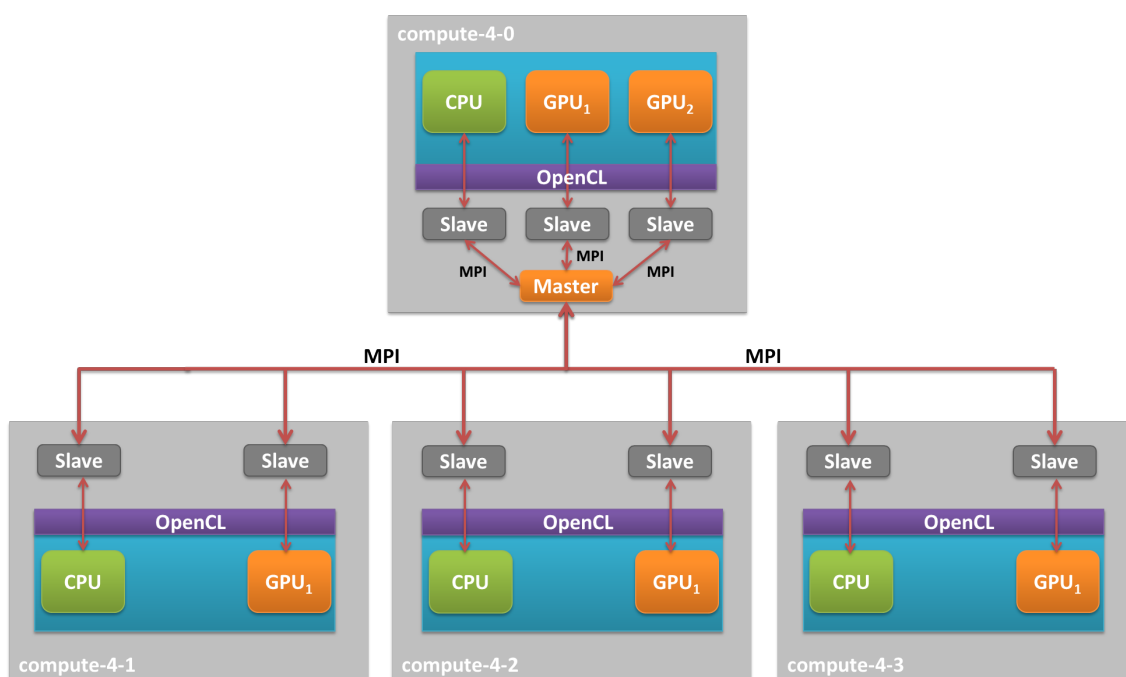 compute-4-0
CPU GPU₁ GPU₂
OpenCL
Slave Slave Slave
MPI MPI MPI
Master
MPI MPI
Slave Slave Slave Slave Slave Slave
OpenCL OpenCL OpenCL
CPU GPU₁ CPU GPU₁ CPU GPU₁
compute-4-1 compute-4-2 compute-4-3